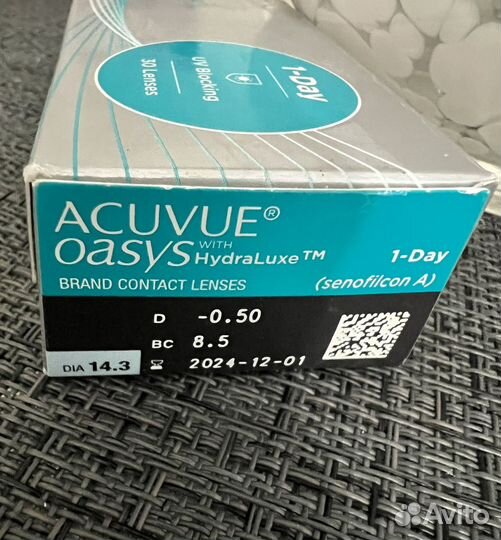 1-Day
UV Blocking
30 Lenses
ACUVUE®
oasys WITH HydraLuxe™ 1-Day
BRAND CONTACT LENSES (senofilcon A)
D -0.50
BC 8.5
DIA 14.3 2024-12-01
Avito